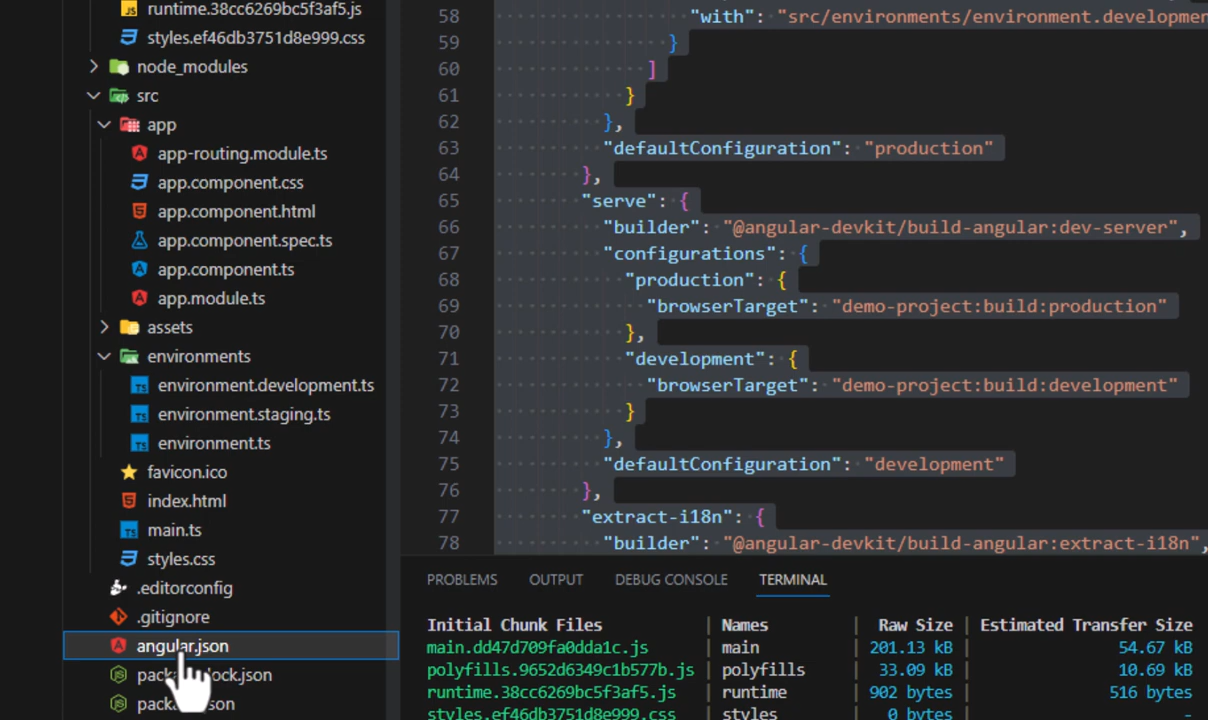 runtime.38cc6269bc5f3af5.js
styles.ef46db3751d8e999.css
node_modules
src
app
app-routing.module.ts
app.component.css
app.component.html
app.component.spec.ts
app.component.ts
app.module.ts
assets
environments
environment.development.ts
environment.staging.ts
environment.ts
favicon.ico
index.html
main.ts
styles.css
.editorconfig
.gitignore
angular.json
58 "with": "src/environments/environment.developmen
59 }
60 ]
61 }
62 },
63 "defaultConfiguration": "production"
64 },
65 "serve": {
66 "builder": "@angular-devkit/build-angular:dev-server",
67 "configurations": {
68 "production": {
69 "browserTarget": "demo-project:build:production"
70 },
71 "development": {
72 "browserTarget": "demo-project:build:development"
73 }
74 },
75 "defaultConfiguration": "development"
76 },
77 "extract-i18n": {
78 "builder": "@angular-devkit/build-angular:extract-i18n",
PROBLEMS OUTPUT DEBUG CONSOLE TERMINAL
Initial Chunk Files | Names | Raw Size | Estimated Transfer Size
main.dd47d709fa0dda1c.js | main | 201.13 kB | 54.67 kB
polyfills.9652d6349c1b577b.js | polyfills | 33.09 kB | 10.69 kB
runtime.38cc6269bc5f3af5.js | runtime | 902 bytes | 516 bytes
styles.ef46db3751d8e999.css | styles | 0 bytes | -